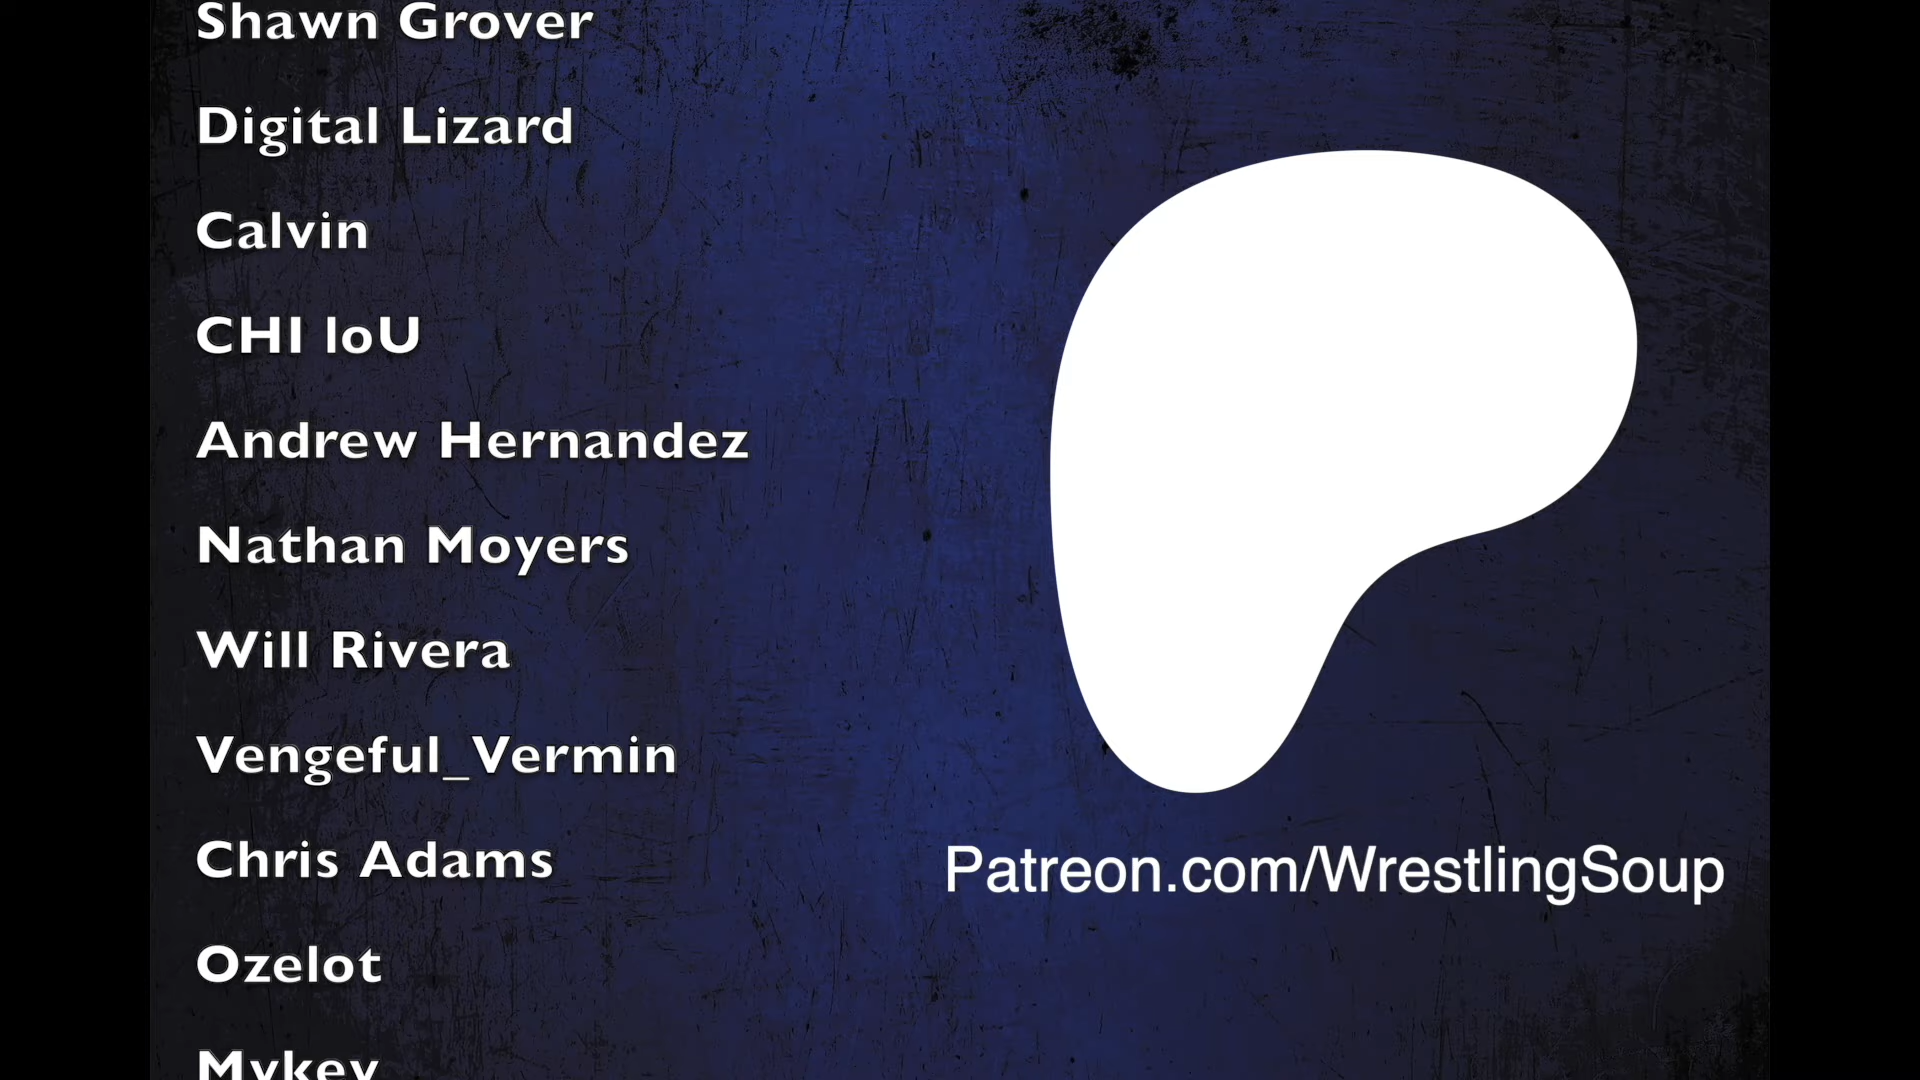 Shawn Grover
Digital Lizard
Calvin
CHI loU
Andrew Hernandez
Nathan Moyers
Will Rivera
Vengeful_Vermin
Chris Adams
Ozelot
Mykey
Patreon.com/WrestlingSoup